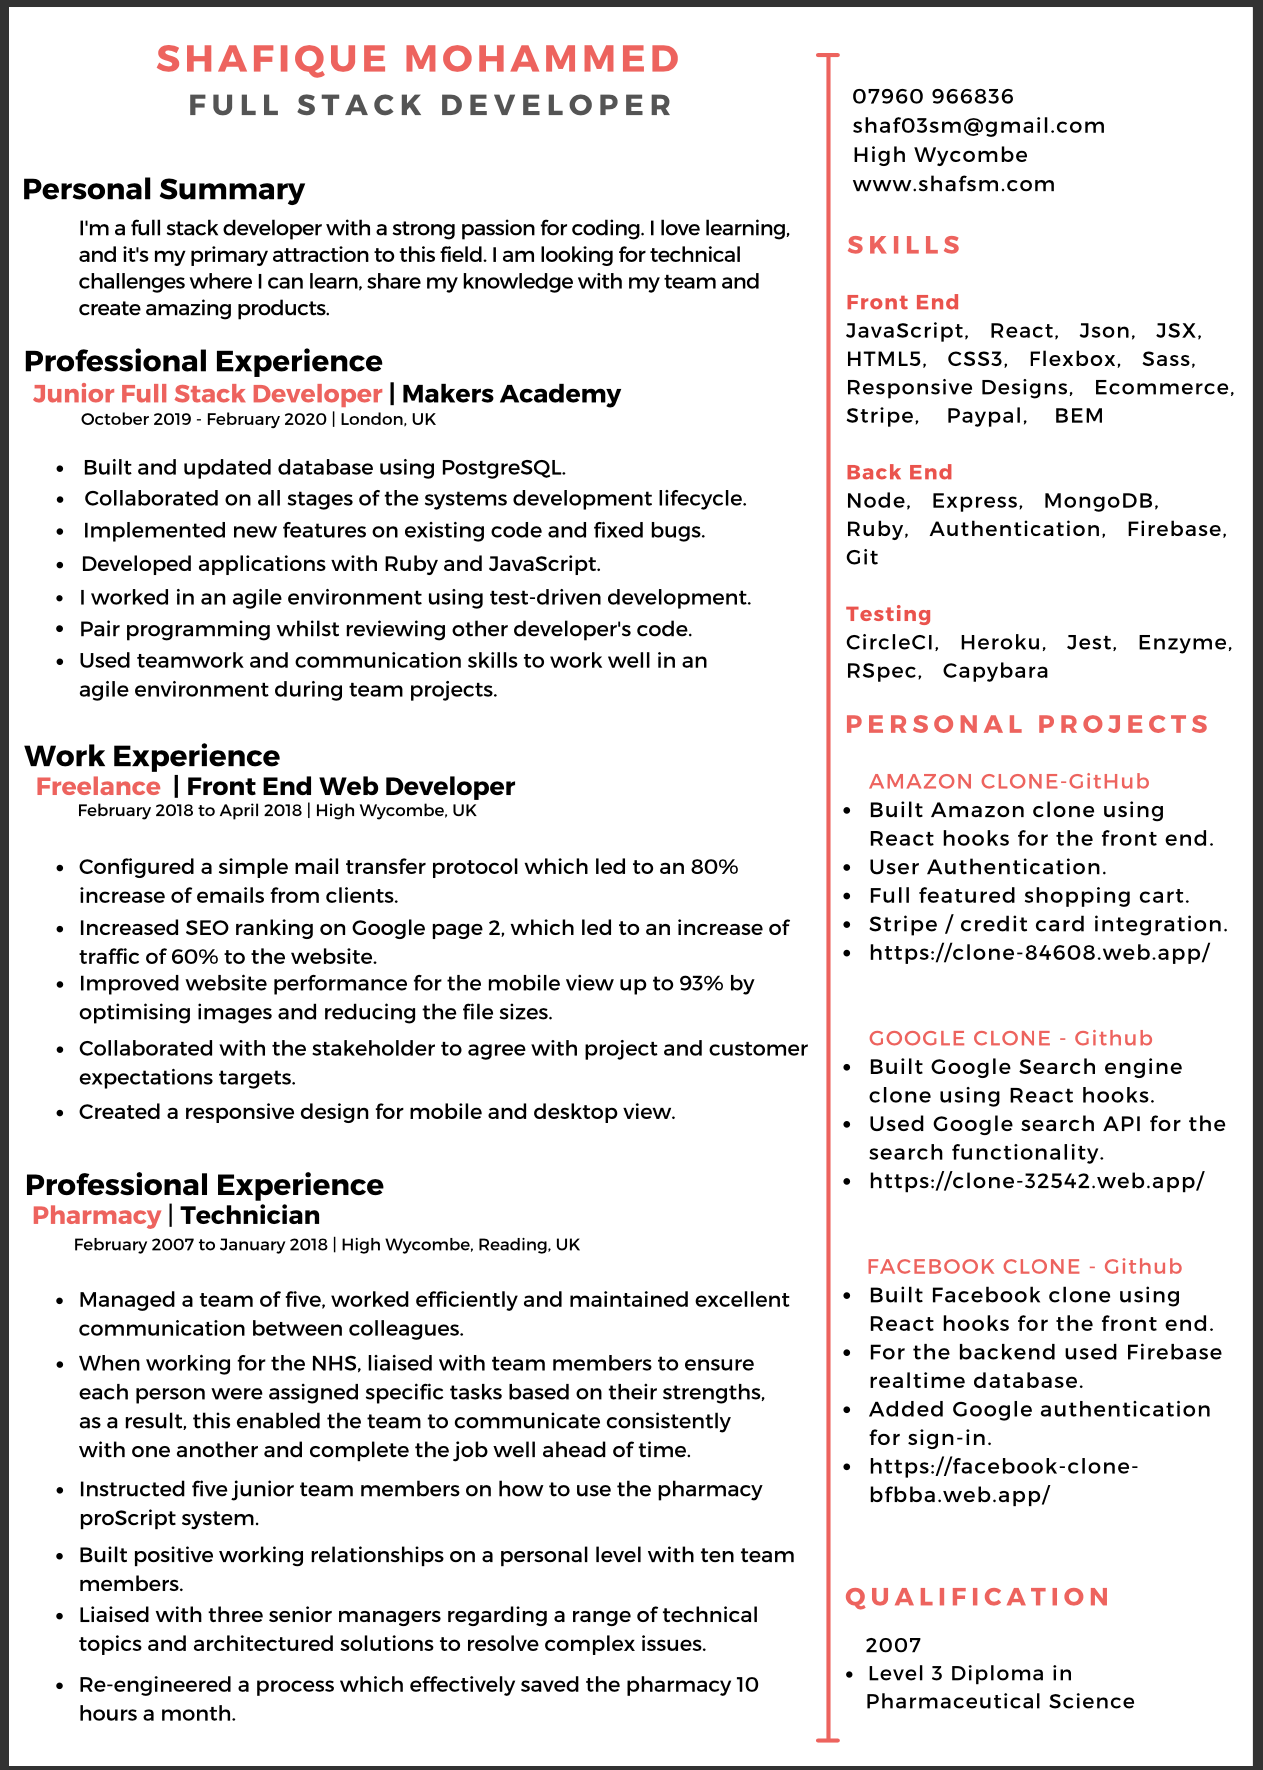 SHAFIQUE MOHAMMED
FULL STACK DEVELOPER
Personal Summary
I'm a full stack developer with a strong passion for coding. I love learning,
and it's my primary attraction to this field. I am looking for technical
challenges where I can learn, share my knowledge with my team and
create amazing products.
Professional Experience
Junior Full Stack Developer | Makers Academy
October 2019 - February 2020 | London, UK
• Built and updated database using PostgreSQL.
• Collaborated on all stages of the systems development lifecycle.
• Implemented new features on existing code and fixed bugs.
• Developed applications with Ruby and JavaScript.
• I worked in an agile environment using test-driven development.
• Pair programming whilst reviewing other developer's code.
• Used teamwork and communication skills to work well in an
agile environment during team projects.
Work Experience
Freelance | Front End Web Developer
February 2018 to April 2018 | High Wycombe, UK
• Configured a simple mail transfer protocol which led to an 80%
increase of emails from clients.
• Increased SEO ranking on Google page 2, which led to an increase of
traffic of 60% to the website.
• Improved website performance for the mobile view up to 93% by
optimising images and reducing the file sizes.
• Collaborated with the stakeholder to agree with project and customer
expectations targets.
• Created a responsive design for mobile and desktop view.
Professional Experience
Pharmacy | Technician
February 2007 to January 2018 | High Wycombe, Reading, UK
• Managed a team of five, worked efficiently and maintained excellent
communication between colleagues.
• When working for the NHS, liaised with team members to ensure
each person were assigned specific tasks based on their strengths,
as a result, this enabled the team to communicate consistently
with one another and complete the job well ahead of time.
• Instructed five junior team members on how to use the pharmacy
proScript system.
• Built positive working relationships on a personal level with ten team
members.
• Liaised with three senior managers regarding a range of technical
topics and architectured solutions to resolve complex issues.
• Re-engineered a process which effectively saved the pharmacy 10
hours a month.
07960 966836
shaf03sm@gmail.com
High Wycombe
www.shafsm.com
SKILLS
Front End
JavaScript, React, Json, JSX,
HTML5, CSS3, Flexbox, Sass,
Responsive Designs, Ecommerce,
Stripe, Paypal, BEM
Back End
Node, Express, MongoDB,
Ruby, Authentication, Firebase,
Git
Testing
CircleCI, Heroku, Jest, Enzyme,
RSpec, Capybara
PERSONAL PROJECTS
AMAZON CLONE-GitHub
• Built Amazon clone using
React hooks for the front end.
• User Authentication.
• Full featured shopping cart.
• Stripe / credit card integration.
• https://clone-84608.web.app/
GOOGLE CLONE - Github
• Built Google Search engine
clone using React hooks.
• Used Google search API for the
search functionality.
• https://clone-32542.web.app/
FACEBOOK CLONE - Github
• Built Facebook clone using
React hooks for the front end.
• For the backend used Firebase
realtime database.
• Added Google authentication
for sign-in.
• https://facebook-clone-
bfbba.web.app/
QUALIFICATION
2007
• Level 3 Diploma in
Pharmaceutical Science